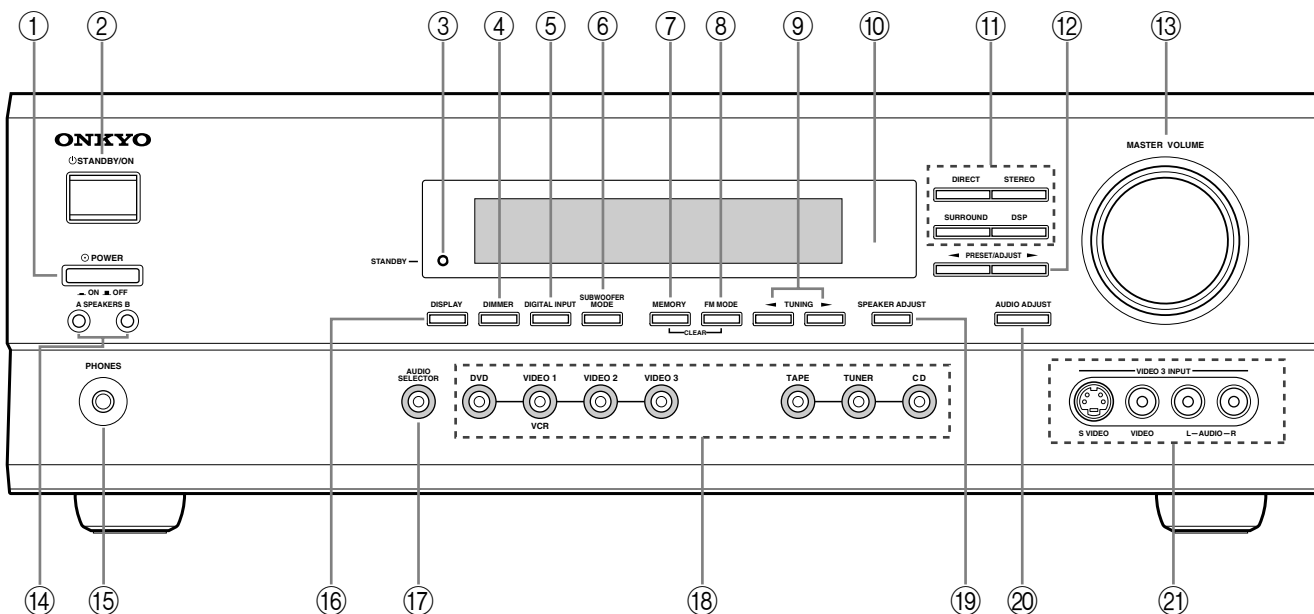 ① ② ③ ④ ⑤ ⑥ ⑦ ⑧ ⑨ ⑩ ⑪ ⑫ ⑬
ONKYO
STANDBY/ON
POWER
ON OFF
A SPEAKERS B
STANDBY
MASTER VOLUME
DIRECT STEREO
SURROUND DSP
PRESET/ADJUST
DISPLAY
DIMMER
DIGITAL INPUT
SUBWOOFER
MODE
MEMORY
FM MODE
CLEAR
TUNING
SPEAKER ADJUST
AUDIO ADJUST
PHONES
AUDIO
SELECTOR
DVD
VIDEO 1
VCR
VIDEO 2
VIDEO 3
TAPE
TUNER
CD
VIDEO 3 INPUT
S VIDEO
VIDEO
L AUDIO R
⑭ ⑮ ⑯ ⑰ ⑱ ⑲ ⑳ ㉑